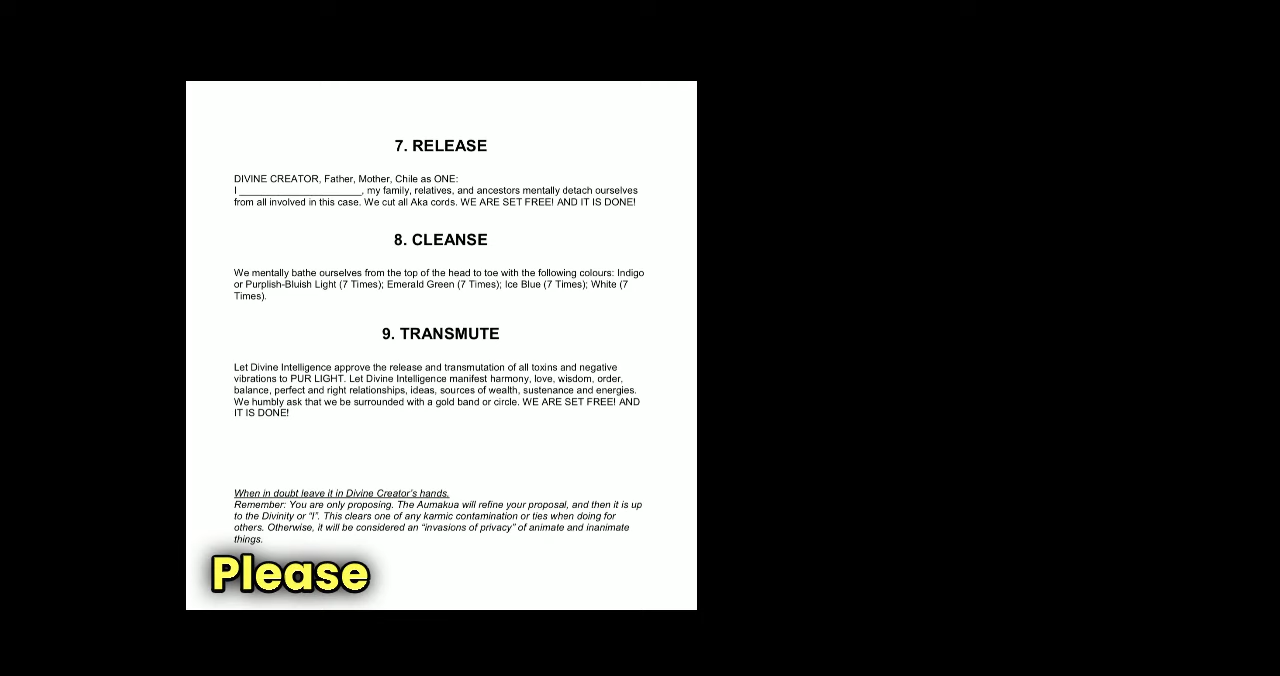 7. RELEASE
DIVINE CREATOR, Father, Mother, Chile as ONE:
I ______________________, my family, relatives, and ancestors mentally detach ourselves
from all involved in this case. We cut all Aka cords. WE ARE SET FREE! AND IT IS DONE!
8. CLEANSE
We mentally bathe ourselves from the top of the head to toe with the following colours: Indigo
or Purplish-Bluish Light (7 Times); Emerald Green (7 Times); Ice Blue (7 Times); White (7
Times).
9. TRANSMUTE
Let Divine Intelligence approve the release and transmutation of all toxins and negative
vibrations to PUR LIGHT. Let Divine Intelligence manifest harmony, love, wisdom, order,
balance, perfect and right relationships, ideas, sources of wealth, sustenance and energies.
We humbly ask that we be surrounded with a gold band or circle. WE ARE SET FREE! AND
IT IS DONE!
When in doubt leave it in Divine Creator's hands.
Remember: You are only proposing. The Aumakua will refine your proposal, and then it is up
to the Divinity or “I”. This clears one of any karmic contamination or ties when doing for
others. Otherwise, it will be considered an “invasions of privacy” of animate and inanimate
things.
Please